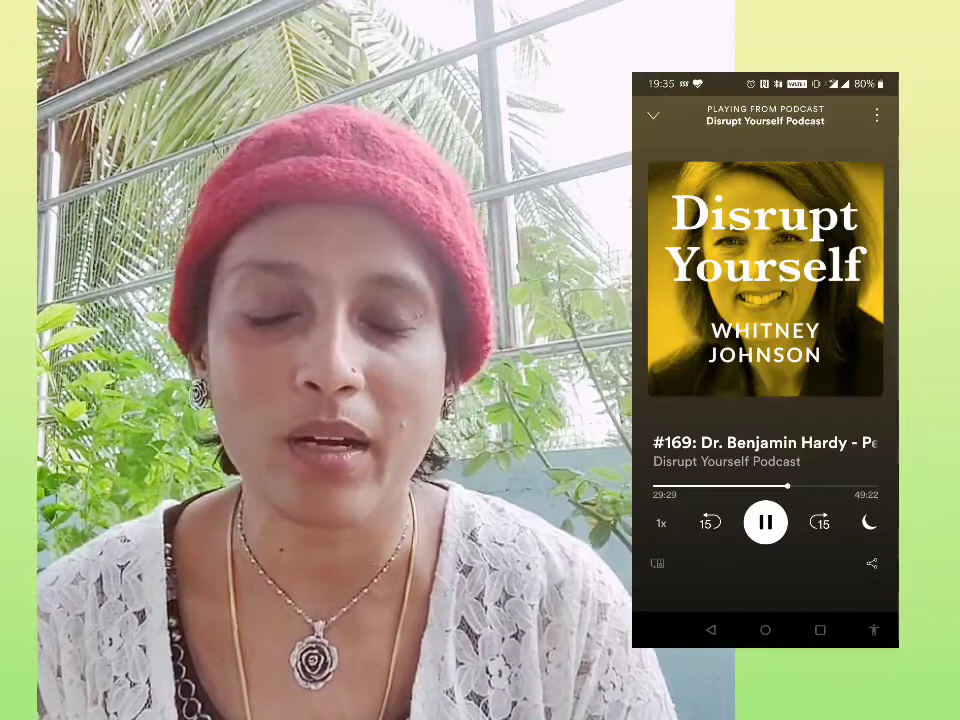 19:35
VoLTE1
80%
PLAYING FROM PODCAST
Disrupt Yourself Podcast
Disrupt
Yourself
WHITNEY
JOHNSON
#169: Dr. Benjamin Hardy - Pe
Disrupt Yourself Podcast
29:29
49:22
1x
15
15